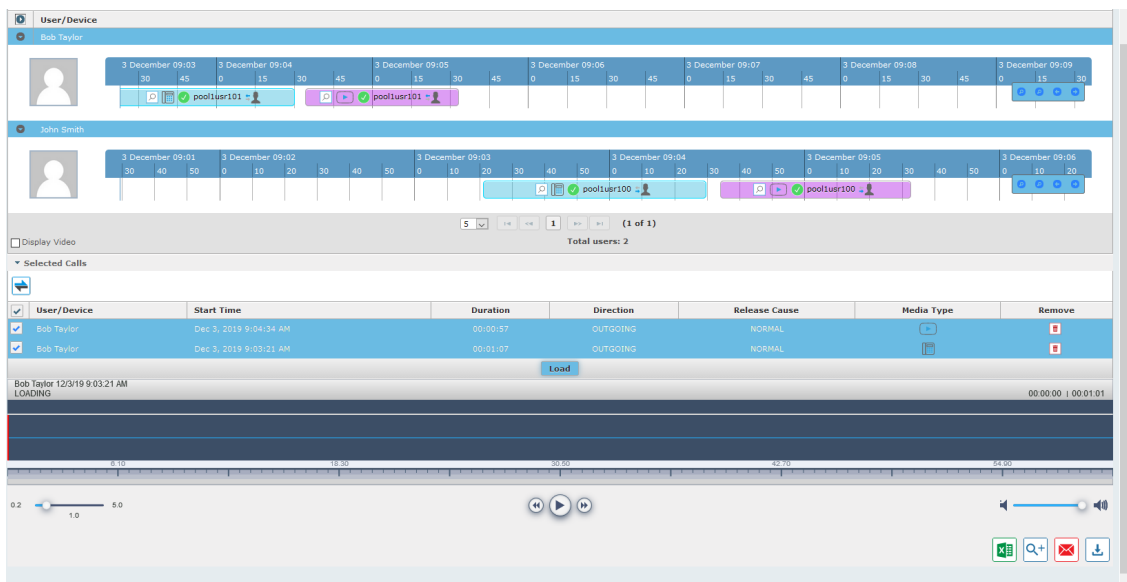 User/Device
Bob Taylor
3 December 09:03 3 December 09:04 3 December 09:05 3 December 09:06 3 December 09:07 3 December 09:08 3 December 09:09
30 45 0 15 30 45 0 15 30 45 0 15 30 45 0 15 30 45 0 15 30 45 0 15 30
pool1usr101 pool1usr101
John Smith
3 December 09:01 3 December 09:02 3 December 09:03 3 December 09:04 3 December 09:05 3 December 09:06
30 40 50 0 10 20 30 40 50 0 10 20 30 40 50 0 10 20 30 40 50 0 10 20 30 40 50 0 10 20
pool1usr100 pool1usr100
5 1 (1 of 1)
Display Video Total users: 2
Selected Calls
User/Device Start Time Duration Direction Release Cause Media Type Remove
Bob Taylor Dec 3, 2019 9:04:34 AM 00:00:57 OUTGOING NORMAL
Bob Taylor Dec 3, 2019 9:03:21 AM 00:01:07 OUTGOING NORMAL
Load
Bob Taylor 12/3/19 9:03:21 AM
LOADING 00:00:00 | 00:01:01
6.10 18.30 30.50 42.70 54.90
0.2 5.0
1.0